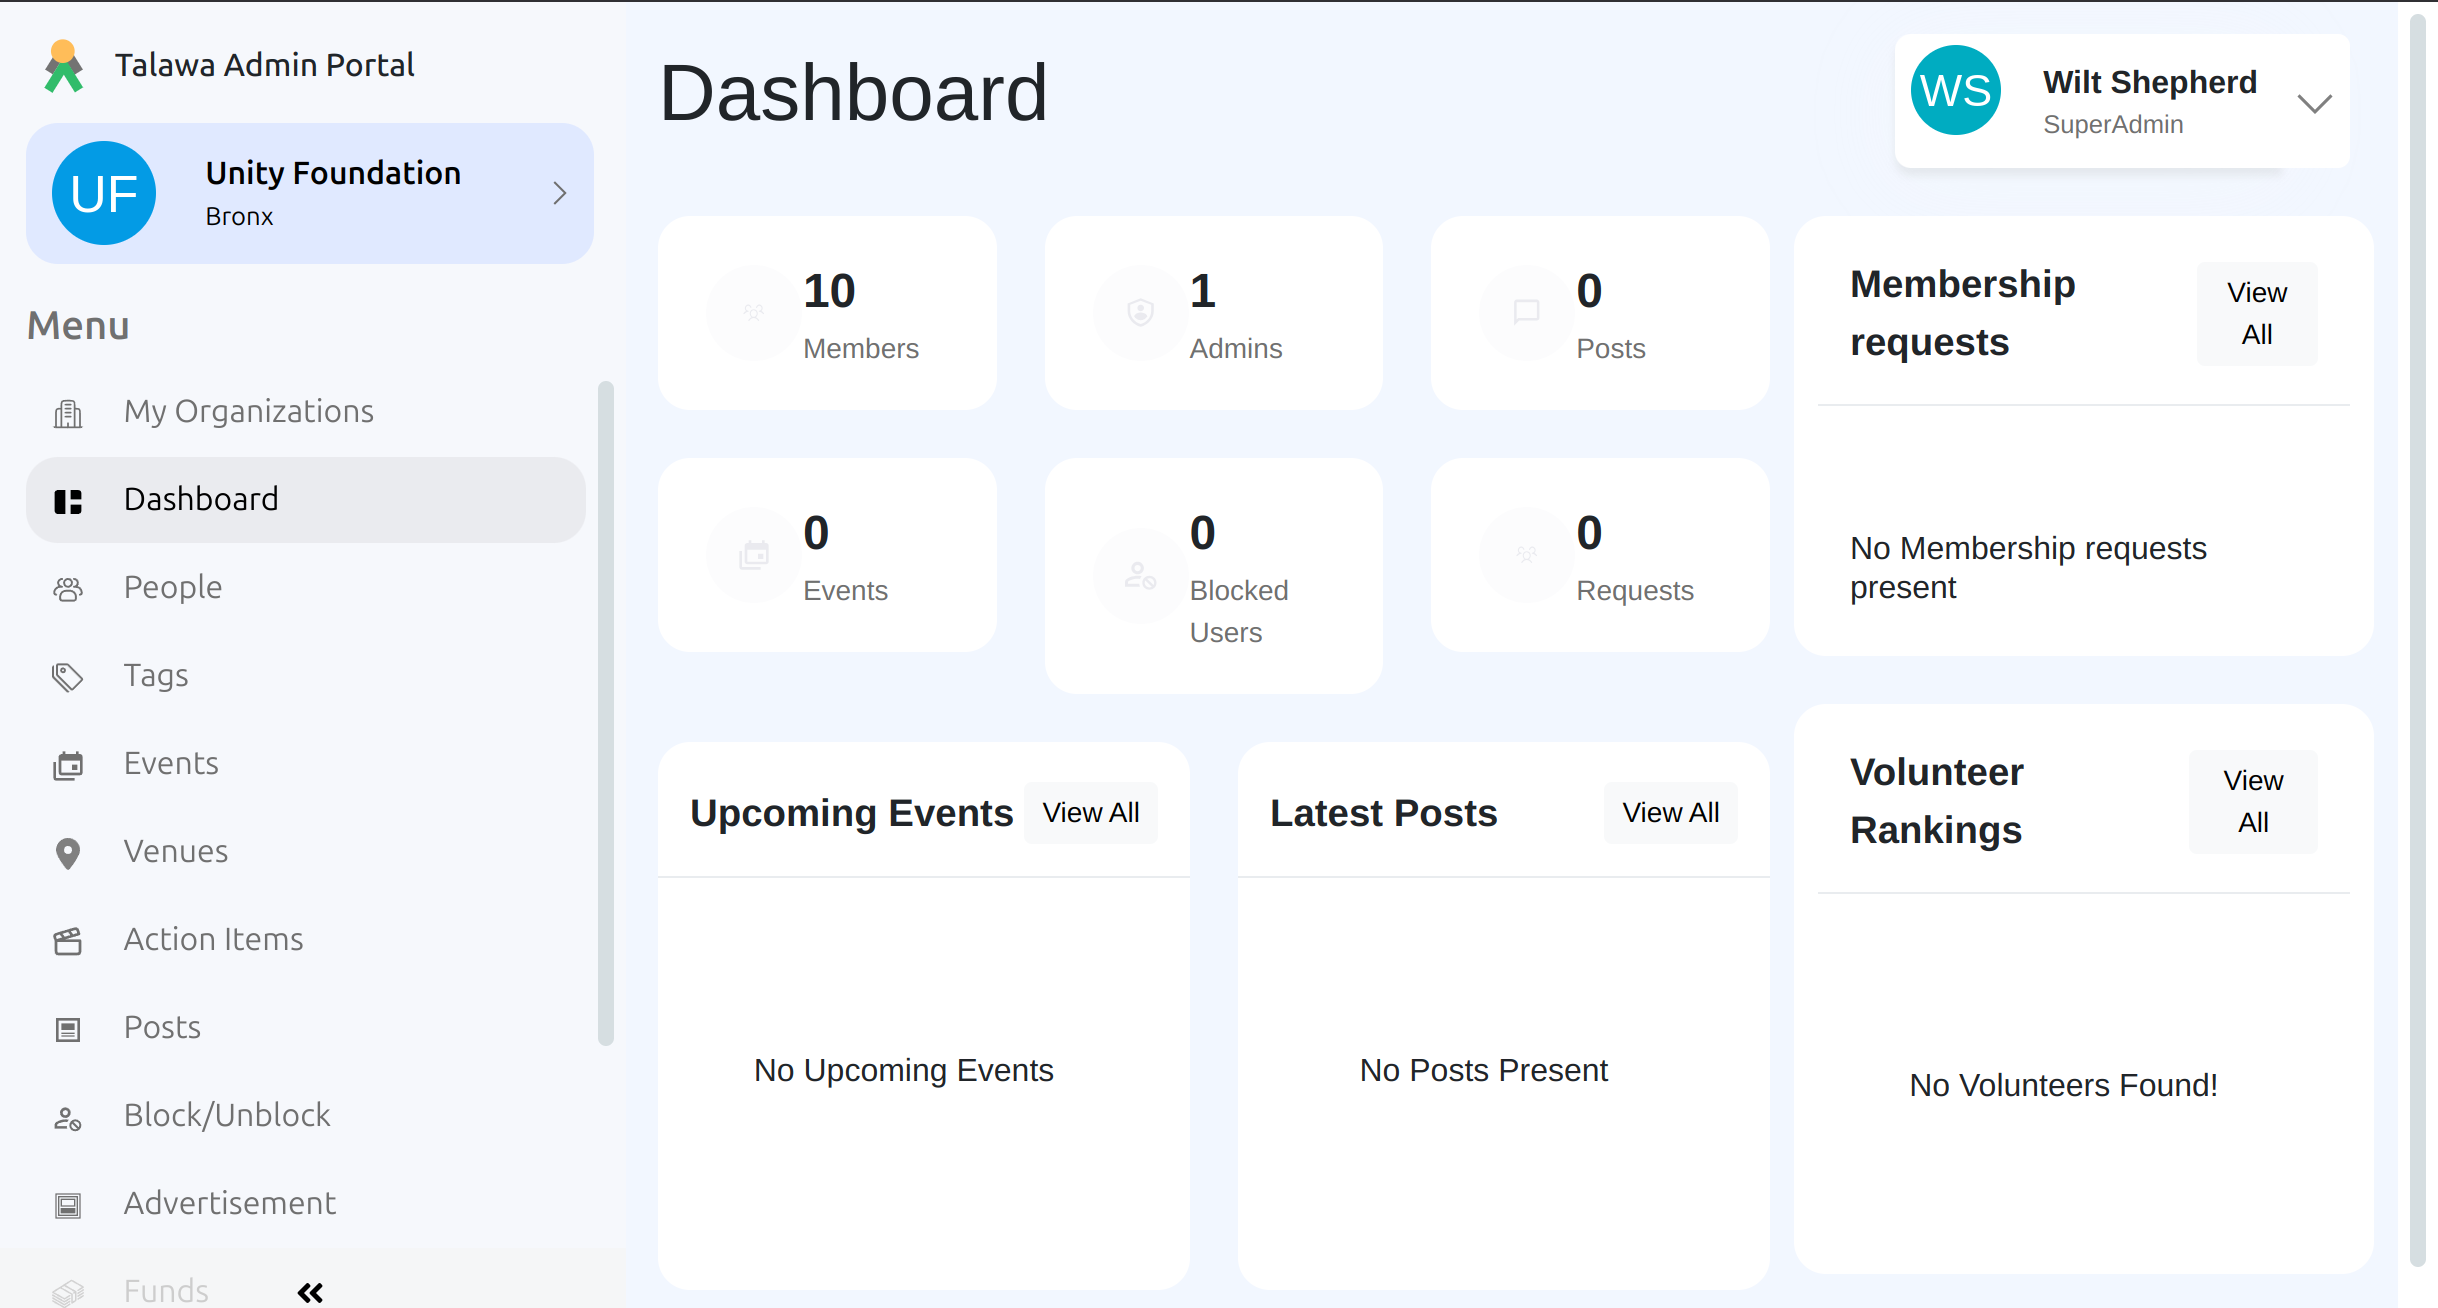 Talawa Admin Portal
UF
Unity Foundation
Bronx
Menu
My Organizations
Dashboard
People
Tags
Events
Venues
Action Items
Posts
Block/Unblock
Advertisement
Funds
Dashboard
WS
Wilt Shepherd
SuperAdmin
10
Members
1
Admins
0
Posts
0
Events
0
Blocked
Users
0
Requests
Membership
requests
View
All
No Membership requests
present
Upcoming Events
View All
No Upcoming Events
Latest Posts
View All
No Posts Present
Volunteer
Rankings
View
All
No Volunteers Found!